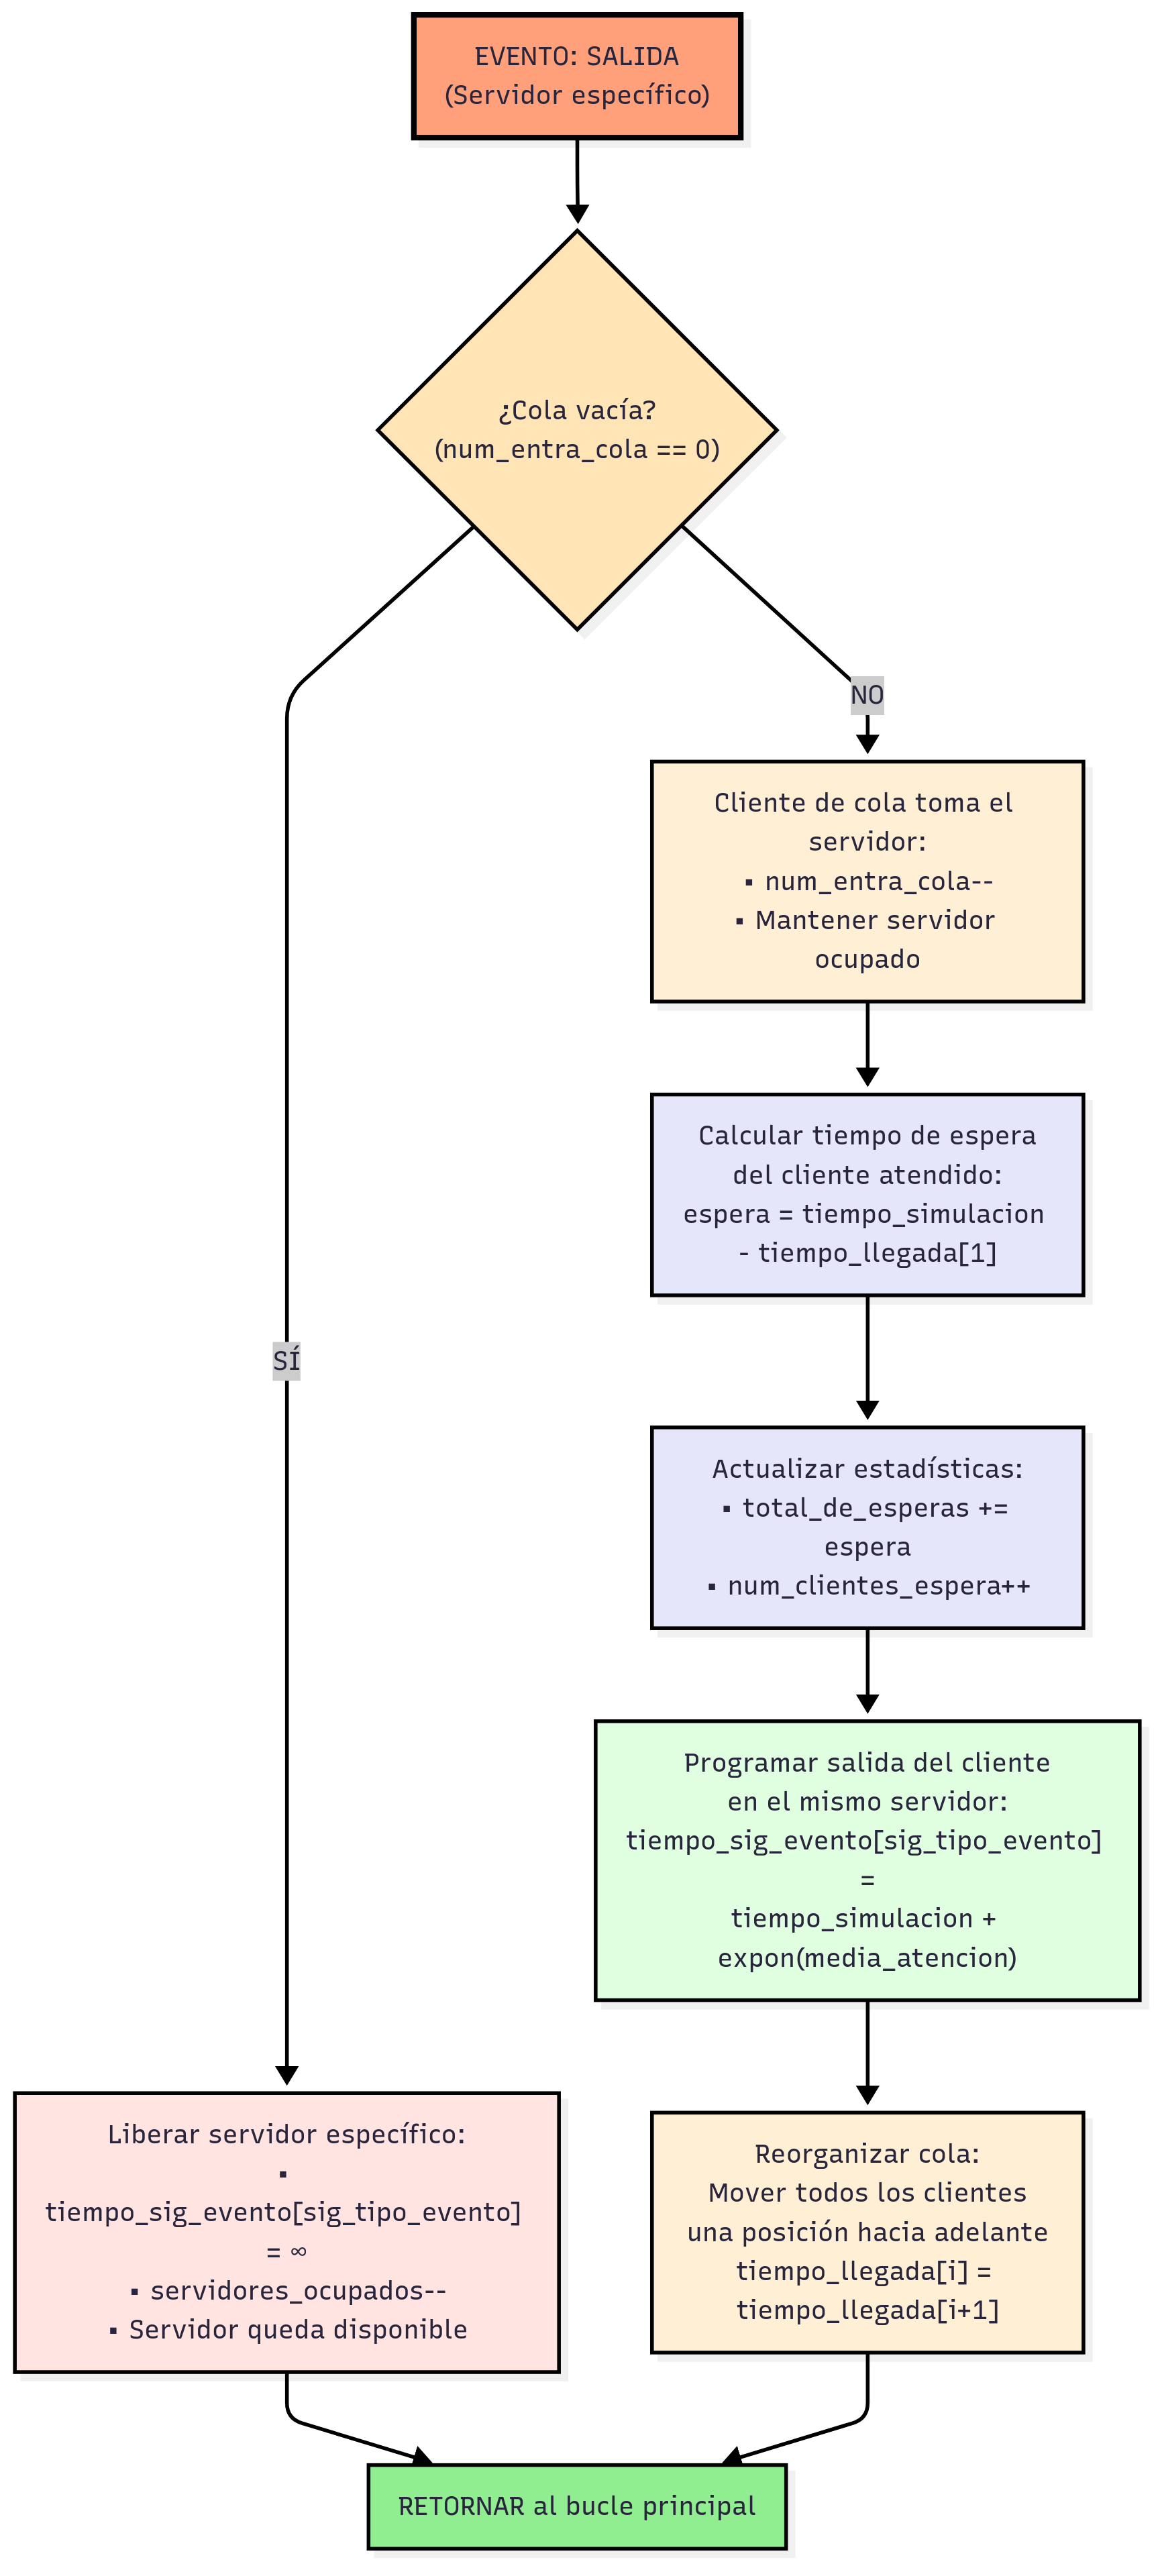 EVENTO: SALIDA
(Servidor específico)
¿Cola vacía?
(num_entra_cola == 0)
NO
Cliente de cola toma el
servidor:
▪ num_entra_cola--
▪ Mantener servidor
ocupado
Calcular tiempo de espera
del cliente atendido:
espera = tiempo_simulacion
- tiempo_llegada[1]
SÍ
Actualizar estadísticas:
▪ total_de_esperas +=
espera
▪ num_clientes_espera++
Programar salida del cliente
en el mismo servidor:
tiempo_sig_evento[sig_tipo_evento]
=
tiempo_simulacion +
expon(media_atencion)
Liberar servidor específico:
▪
tiempo_sig_evento[sig_tipo_evento]
= ∞
▪ servidores_ocupados--
▪ Servidor queda disponible
Reorganizar cola:
Mover todos los clientes
una posición hacia adelante
tiempo_llegada[i] =
tiempo_llegada[i+1]
RETORNAR al bucle principal